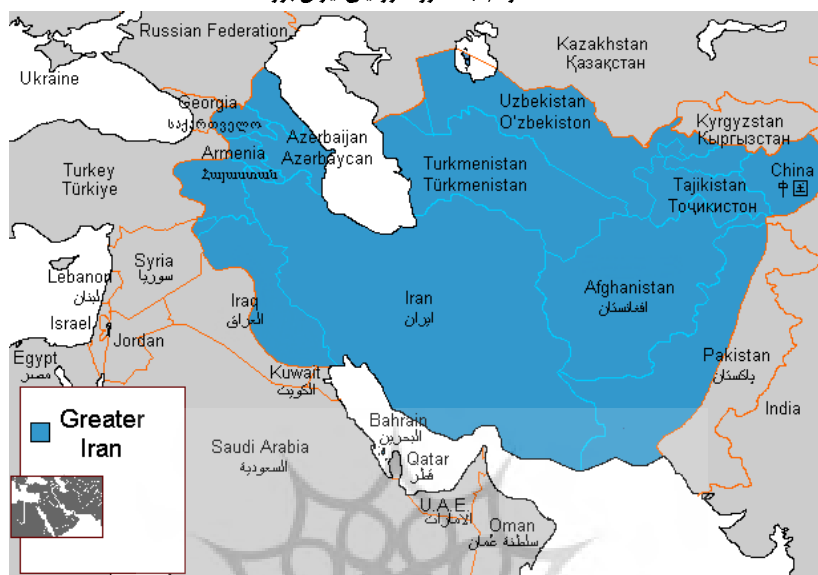 Russian Federation
Kazakhstan
Қазақстан
Ukraine
Georgia
საქართველო
Uzbekistan
O'zbekiston
Kyrgyzstan
Кыргызстан
Azerbaijan
Azərbaycan
Armenia
Հայաստան
Turkey
Türkiye
Turkmenistan
Türkmenistan
Tajikistan
Тоҷикистон
China
中国
Syria
سوريا
Lebanon
لبنان
Iraq
العراق
Iran
ایران
Afghanistan
افغانستان
Israel
Jordan
Egypt
مصر
Kuwait
الكويت
Pakistan
پاکستان
India
Greater
Iran
Bahrain
البحرين
Saudi Arabia
السعودية
Qatar
قطر
U.A.E.
الامارات
Oman
سلطنة عُمان